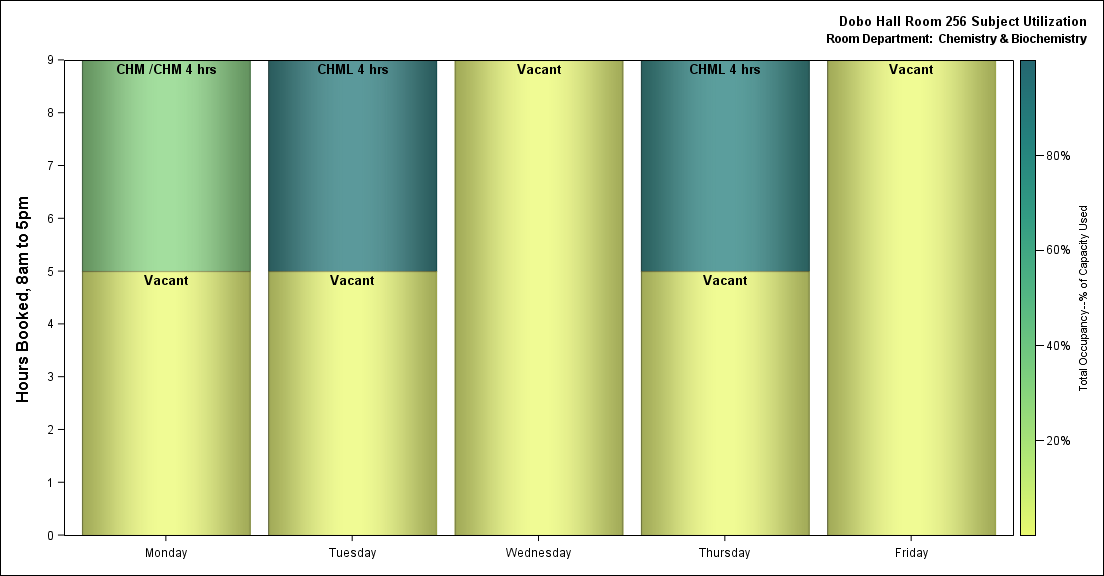 Dobo Hall Room 256 Subject Utilization
Room Department: Chemistry & Biochemistry
Hours Booked, 8am to 5pm
9
8
7
6
5
4
3
2
1
0
CHM /CHM 4 hrs
Vacant
CHML 4 hrs
Vacant
Vacant
CHML 4 hrs
Vacant
Vacant
Monday
Tuesday
Wednesday
Thursday
Friday
80%
60%
40%
20%
Total Occupancy--% of Capacity Used